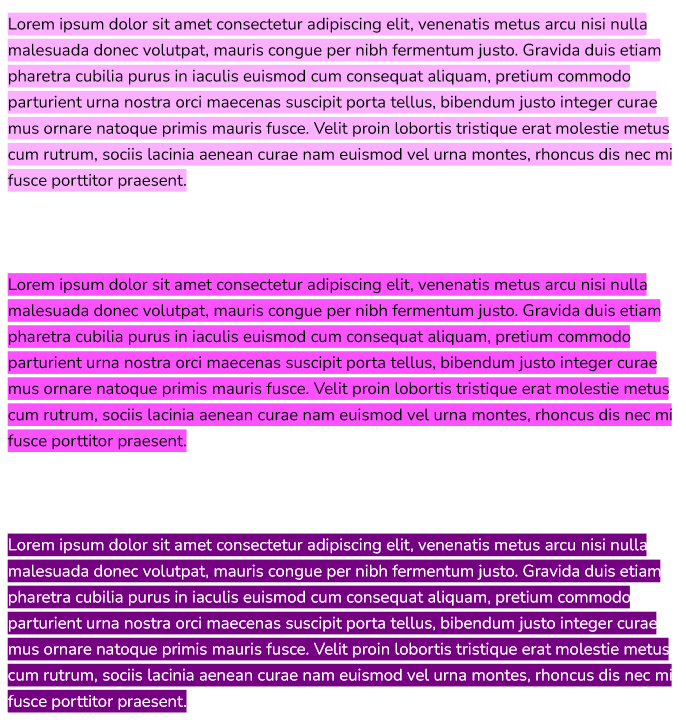 Lorem ipsum dolor sit amet consectetur adipiscing elit, venenatis metus arcu nisi nulla
malesuada donec volutpat, mauris congue per nibh fermentum justo. Gravida duis etiam
pharetra cubilia purus in iaculis euismod cum consequat aliquam, pretium commodo
parturient urna nostra orci maecenas suscipit porta tellus, bibendum justo integer curae
mus ornare natoque primis mauris fusce. Velit proin lobortis tristique erat molestie metus
cum rutrum, sociis lacinia aenean curae nam euismod vel urna montes, rhoncus dis nec mi
fusce porttitor praesent.
Lorem ipsum dolor sit amet consectetur adipiscing elit, venenatis metus arcu nisi nulla
malesuada donec volutpat, mauris congue per nibh fermentum justo. Gravida duis etiam
pharetra cubilia purus in iaculis euismod cum consequat aliquam, pretium commodo
parturient urna nostra orci maecenas suscipit porta tellus, bibendum justo integer curae
mus ornare natoque primis mauris fusce. Velit proin lobortis tristique erat molestie metus
cum rutrum, sociis lacinia aenean curae nam euismod vel urna montes, rhoncus dis nec mi
fusce porttitor praesent.
Lorem ipsum dolor sit amet consectetur adipiscing elit, venenatis metus arcu nisi nulla
malesuada donec volutpat, mauris congue per nibh fermentum justo. Gravida duis etiam
pharetra cubilia purus in iaculis euismod cum consequat aliquam, pretium commodo
parturient urna nostra orci maecenas suscipit porta tellus, bibendum justo integer curae
mus ornare natoque primis mauris fusce. Velit proin lobortis tristique erat molestie metus
cum rutrum, sociis lacinia aenean curae nam euismod vel urna montes, rhoncus dis nec mi
fusce porttitor praesent.